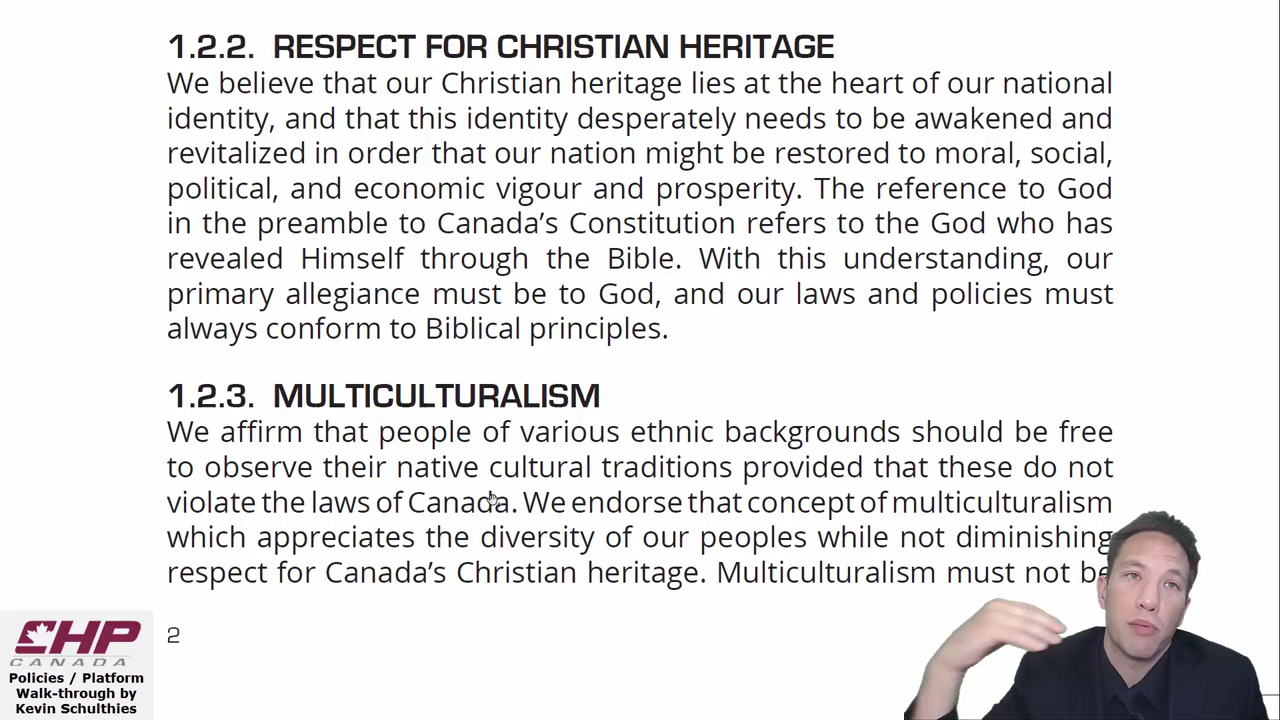 1.2.2. RESPECT FOR CHRISTIAN HERITAGE
We believe that our Christian heritage lies at the heart of our national
identity, and that this identity desperately needs to be awakened and
revitalized in order that our nation might be restored to moral, social,
political, and economic vigour and prosperity. The reference to God
in the preamble to Canada's Constitution refers to the God who has
revealed Himself through the Bible. With this understanding, our
primary allegiance must be to God, and our laws and policies must
always conform to Biblical principles.
1.2.3. MULTICULTURALISM
We affirm that people of various ethnic backgrounds should be free
to observe their native cultural traditions provided that these do not
violate the laws of Canada. We endorse that concept of multiculturalism
which appreciates the diversity of our peoples while not diminishing
respect for Canada's Christian heritage. Multiculturalism must not be
2
CHP
CANADA
Policies / Platform
Walk-through by
Kevin Schulthies